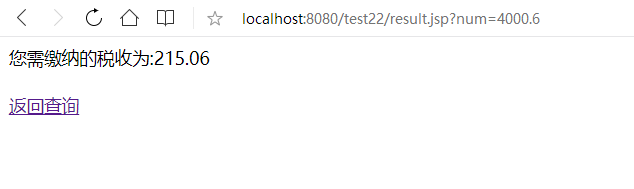 localhost:8080/test22/result.jsp?num=4000.6
您需缴纳的税收为:215.06
返回查询